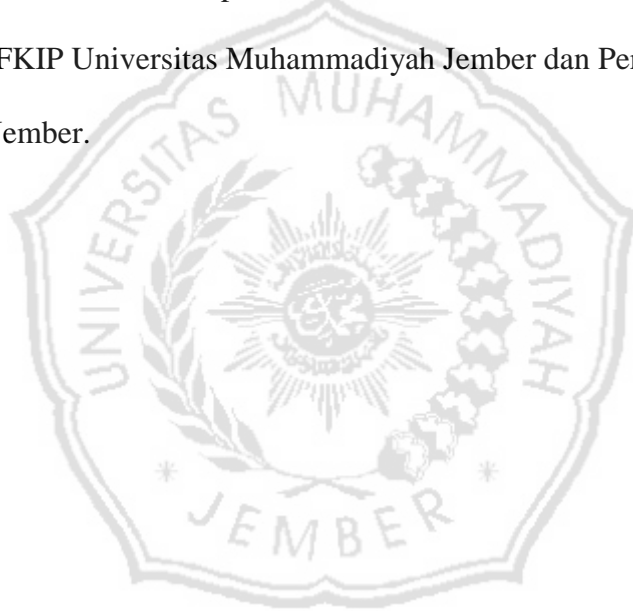 FKIP Universitas Muhammadiyah Jember dan Per
Jember.
UNIVERSITAS MUHAMMADIYAH
* JEMBER *